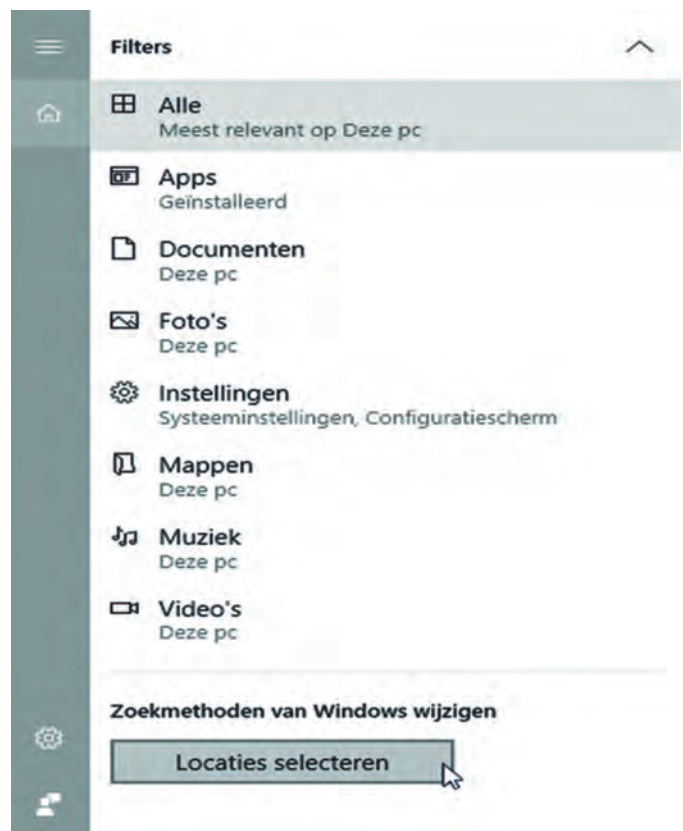 Filters
Alle
Meest relevant op Deze pc
Apps
Geïnstalleerd
Documenten
Deze pc
Foto's
Deze pc
Instellingen
Systeeminstellingen, Configuratiescherm
Mappen
Deze pc
Muziek
Deze pc
Video's
Deze pc
Zoekmethoden van Windows wijzigen
Locaties selecteren